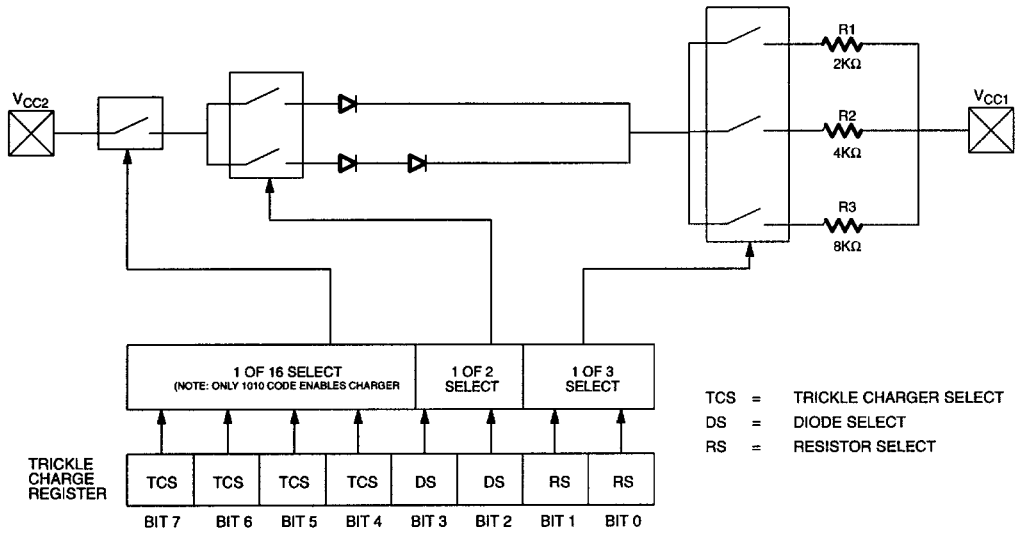 R1
2KΩ
VCC2
VCC1
R2
4KΩ
R3
8KΩ
1 OF 16 SELECT
(NOTE: ONLY 1010 CODE ENABLES CHARGER
1 OF 2
SELECT
1 OF 3
SELECT
TCS = TRICKLE CHARGER SELECT
DS = DIODE SELECT
RS = RESISTOR SELECT
TRICKLE
CHARGE
REGISTER
TCS TCS TCS TCS DS DS RS RS
BIT 7 BIT 6 BIT 5 BIT 4 BIT 3 BIT 2 BIT 1 BIT 0